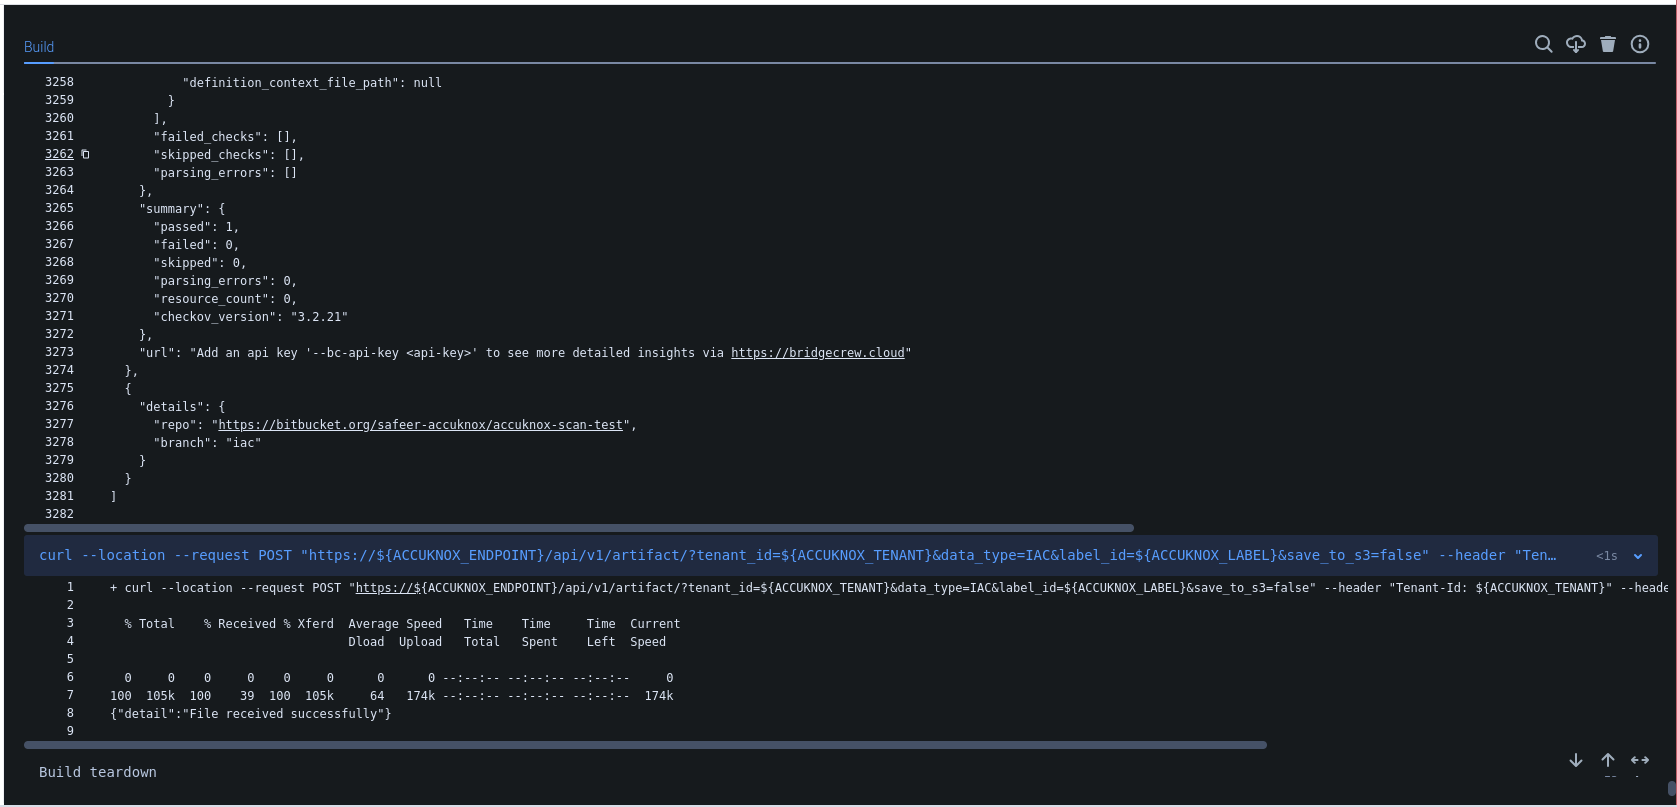 Build
3258 "definition_context_file_path": null
3259 }
3260 ],
3261 "failed_checks": [],
3262 "skipped_checks": [],
3263 "parsing_errors": []
3264 },
3265 "summary": {
3266 "passed": 1,
3267 "failed": 0,
3268 "skipped": 0,
3269 "parsing_errors": 0,
3270 "resource_count": 0,
3271 "checkov_version": "3.2.21"
3272 },
3273 "url": "Add an api key '--bc-api-key <api-key>' to see more detailed insights via https://bridgecrew.cloud"
3274 },
3275 {
3276 "details": {
3277 "repo": "https://bitbucket.org/safeer-accuknox/accuknox-scan-test",
3278 "branch": "iac"
3279 }
3280 }
3281 ]
3282
curl --location --request POST "https://${ACCUKNOX_ENDPOINT}/api/v1/artifact/?tenant_id=${ACCUKNOX_TENANT}&data_type=IAC&label_id=${ACCUKNOX_LABEL}&save_to_s3=false" --header "Ten… <1s
1 + curl --location --request POST "https://${ACCUKNOX_ENDPOINT}/api/v1/artifact/?tenant_id=${ACCUKNOX_TENANT}&data_type=IAC&label_id=${ACCUKNOX_LABEL}&save_to_s3=false" --header "Tenant-Id: ${ACCUKNOX_TENANT}" --heade
2
3 % Total % Received % Xferd Average Speed Time Time Time Current
4 Dload Upload Total Spent Left Speed
5
6 0 0 0 0 0 0 0 0 --:--:-- --:--:-- --:--:-- 0
7 100 105k 100 39 100 105k 64 174k --:--:-- --:--:-- --:--:-- 174k
8 {"detail":"File received successfully"}
9
Build teardown